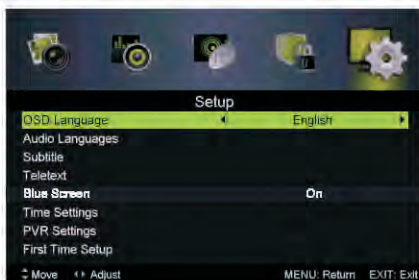 Setup
OSD Language English
Audio Languages
Subtitle
Teletext
Blue Screen On
Time Settings
PVR Settings
First Time Setup
Move Adjust MENU: Return EXIT: Exit